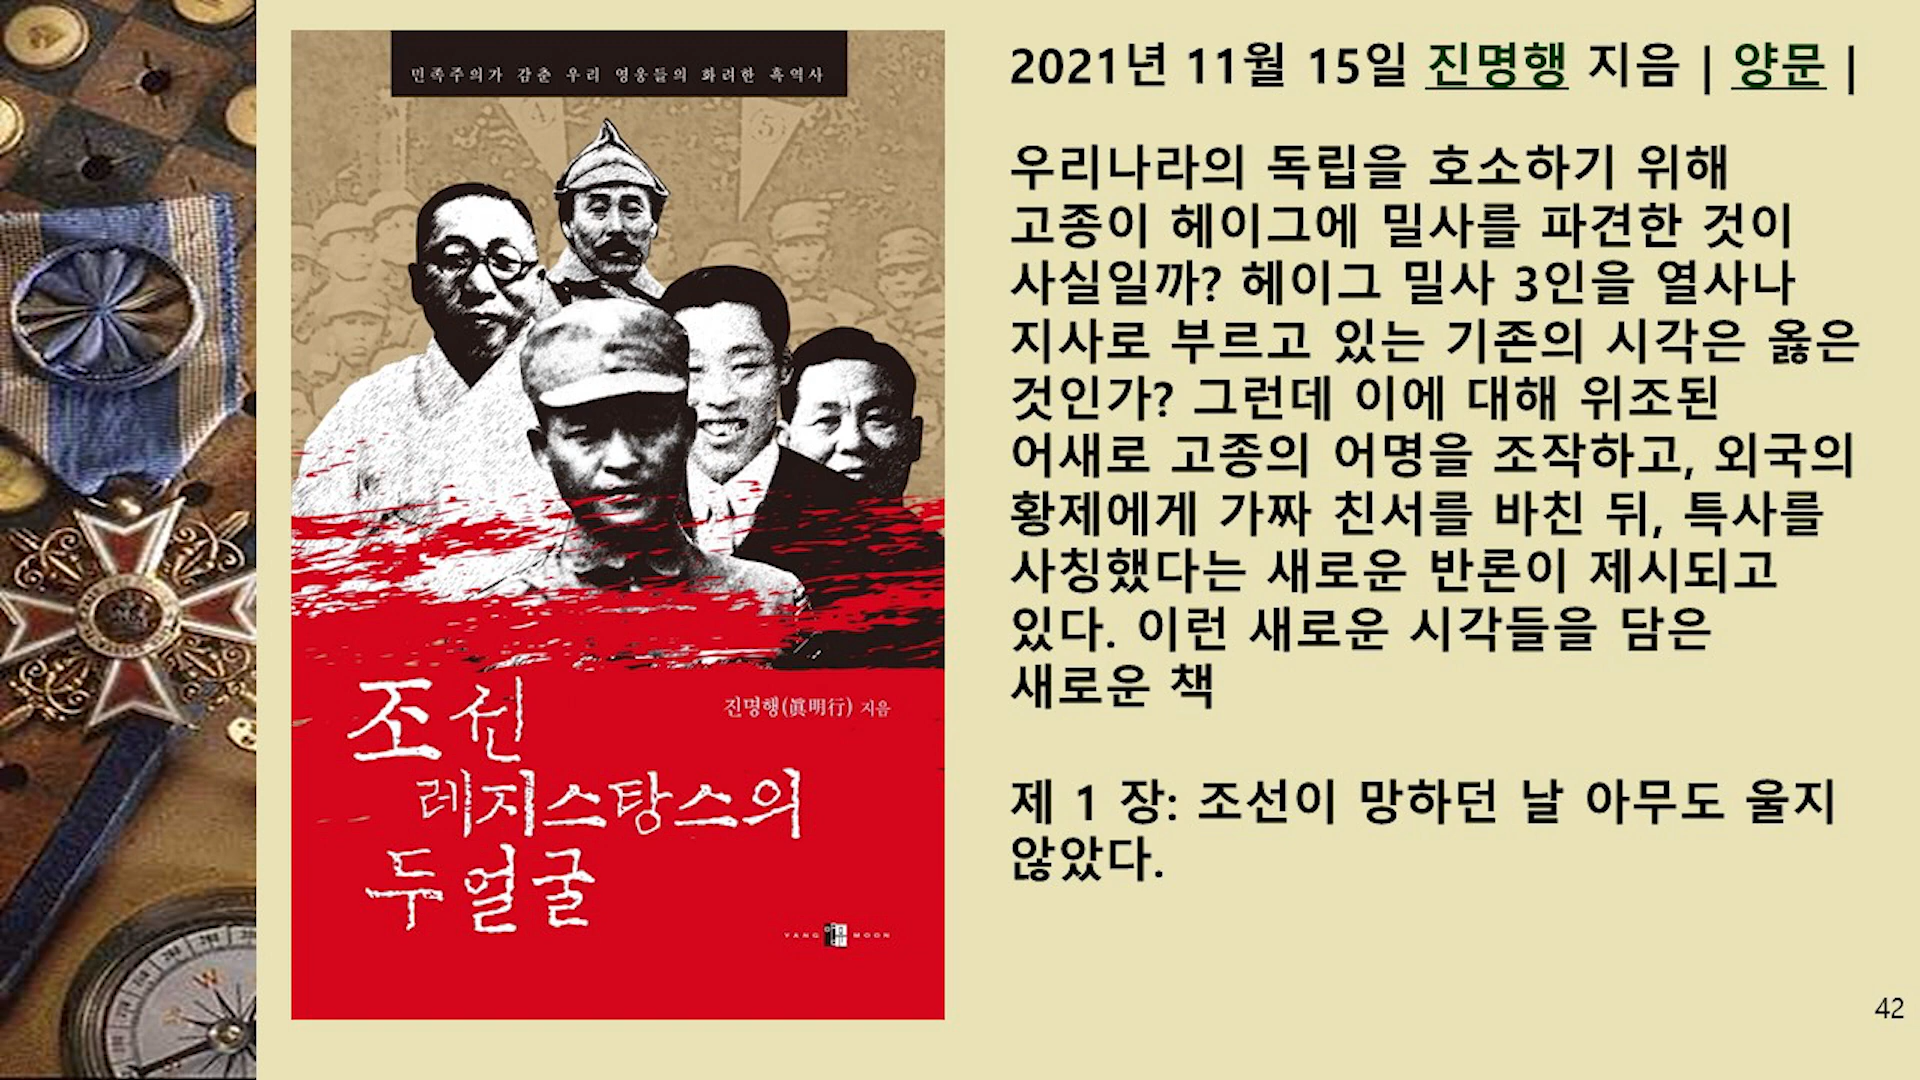 민족주의가 감춘 우리 영웅들의 화려한 흑역사
조선
진명행(眞明行) 지음
레지스탕스의
두 얼굴
YANG MOON
2021년 11월 15일 진명행 지음 | 양문 |
우리나라의 독립을 호소하기 위해
고종이 헤이그에 밀사를 파견한 것이
사실일까? 헤이그 밀사 3인을 열사나
지사로 부르고 있는 기존의 시각은 옳은
것인가? 그런데 이에 대해 위조된
어새로 고종의 어명을 조작하고, 외국의
황제에게 가짜 친서를 바친 뒤, 특사를
사칭했다는 새로운 반론이 제시되고
있다. 이런 새로운 시각들을 담은
새로운 책
제 1 장: 조선이 망하던 날 아무도 울지
않았다.
42